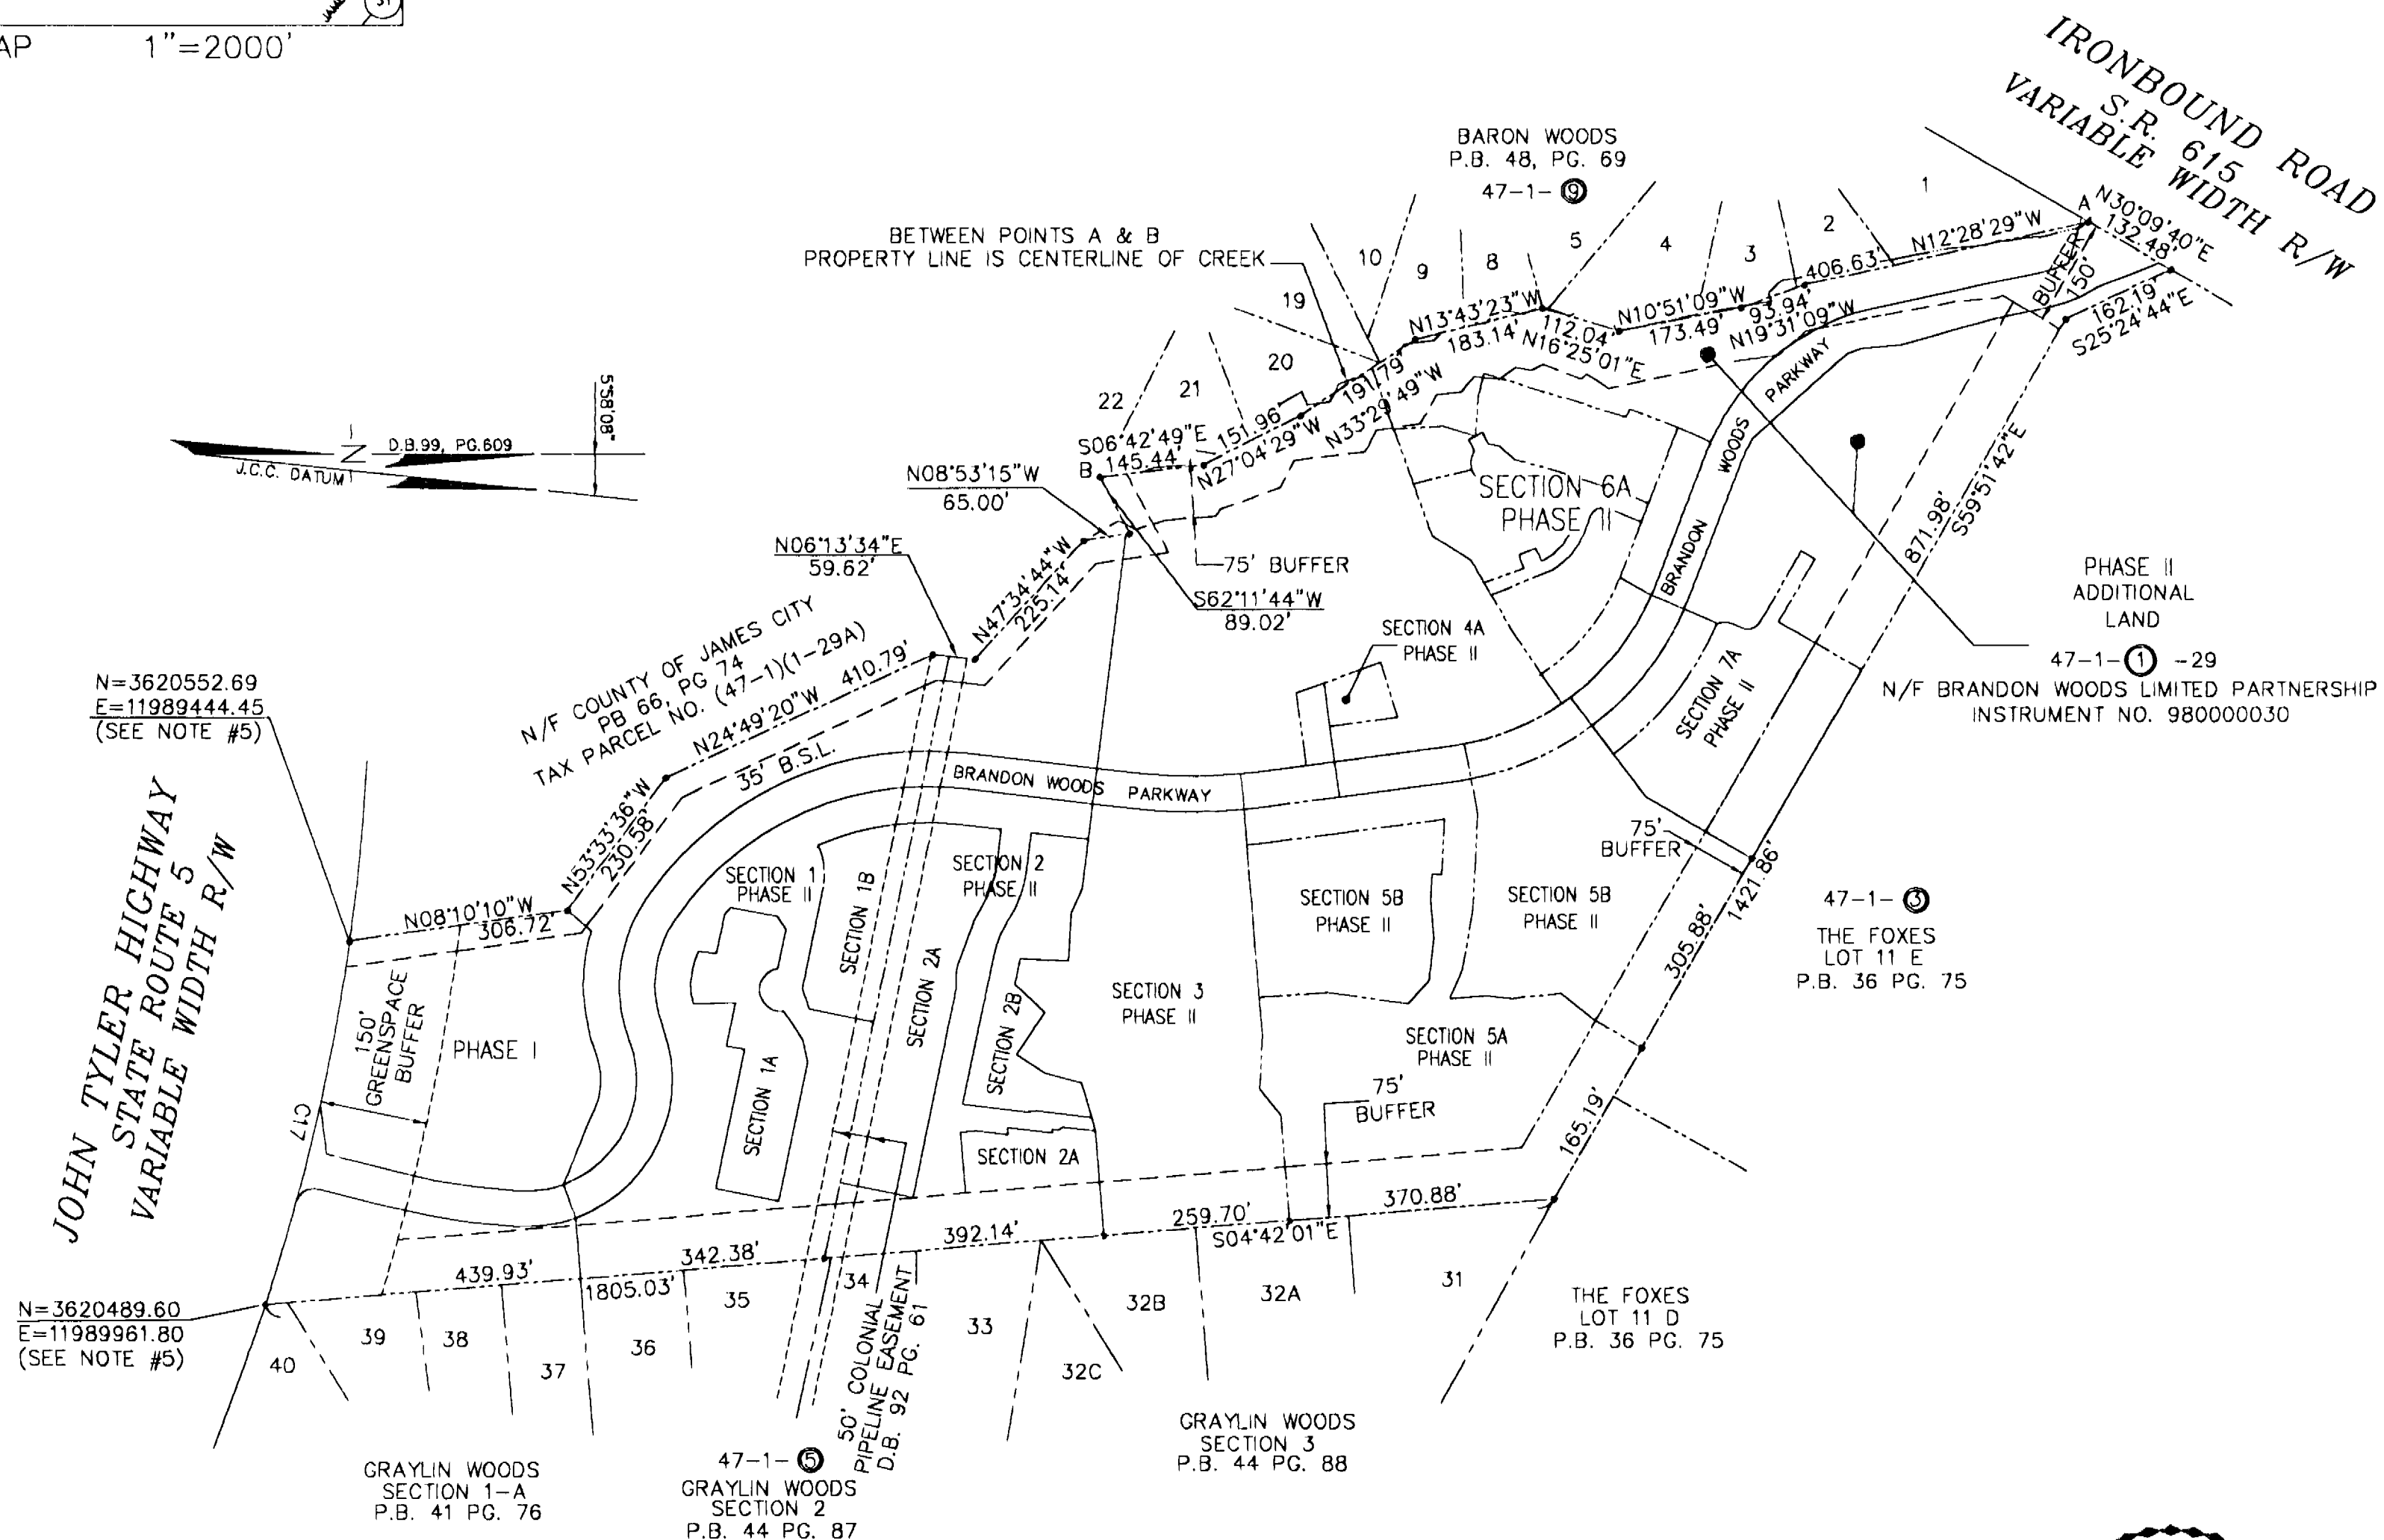 AP 1"=2000'
IRONBOUND ROAD
S.R. 615
VARIABLE WIDTH R/W
BARON WOODS
P.B. 48, PG. 69
47-1-9
BETWEEN POINTS A & B
PROPERTY LINE IS CENTERLINE OF CREEK
1
2
3
4
5
8
9
10
19
20
21
22
A
N30°09'40"E
132.48'
BUFFER
150'
162.19'
S25°24'44"E
N12°28'29"W
406.63'
93.94'
N19°31'09"W
N10°51'09"W
173.49'
112.04'
N16°25'01"E
N13°43'23"W
183.14'
191.79'
N33°29'49"W
151.96
N27°04'29"W
S06°42'49"E
B 145.44'
5°58'08"
N
D.B.99, PG.609
J.C.C. DATUM
N08°53'15"W
65.00'
75' BUFFER
S62°11'44"W
89.02'
N06°13'34"E
59.62'
N47°34'44"W
225.14'
SECTION 6A
PHASE II
BRANDON WOODS PARKWAY
871.98'
S59°51'42"E
PHASE II
ADDITIONAL
LAND
47-1-1 -29
N/F BRANDON WOODS LIMITED PARTNERSHIP
INSTRUMENT NO. 980000030
SECTION 4A
PHASE II
SECTION 7A
PHASE II
N/F COUNTY OF JAMES CITY
PB 66, PG 74
TAX PARCEL NO. (47-1)(1-29A)
N24°49'20"W 410.79'
35' B.S.L.
N=3620552.69
E=11989444.45
(SEE NOTE #5)
N53°33'36"W
230.58'
BRANDON WOODS PARKWAY
JOHN TYLER HIGHWAY
STATE ROUTE 5
VARIABLE WIDTH R/W
N08°10'10"W
306.72'
150'
GREENSPACE
BUFFER
PHASE I
C17
SECTION 1
PHASE II
SECTION 1B
SECTION 2
PHASE II
SECTION 2A
SECTION 2B
SECTION 1A
SECTION 2A
SECTION 3
PHASE II
SECTION 5B
PHASE II
SECTION 5B
PHASE II
SECTION 5A
PHASE II
75'
BUFFER
75'
BUFFER
1421.86'
305.88'
165.19'
47-1-3
THE FOXES
LOT 11 E
P.B. 36 PG. 75
370.88'
259.70'
S04°42'01"E
392.14'
342.38'
439.93'
1805.03'
N=3620489.60
E=11989961.80
(SEE NOTE #5)
40
39
38
37
36
35
34
33
32C
32B
32A
31
50' COLONIAL
PIPELINE EASEMENT
D.B. 92 PG. 61
THE FOXES
LOT 11 D
P.B. 36 PG. 75
GRAYLIN WOODS
SECTION 1-A
P.B. 41 PG. 76
47-1-5
GRAYLIN WOODS
SECTION 2
P.B. 44 PG. 87
GRAYLIN WOODS
SECTION 3
P.B. 44 PG. 88